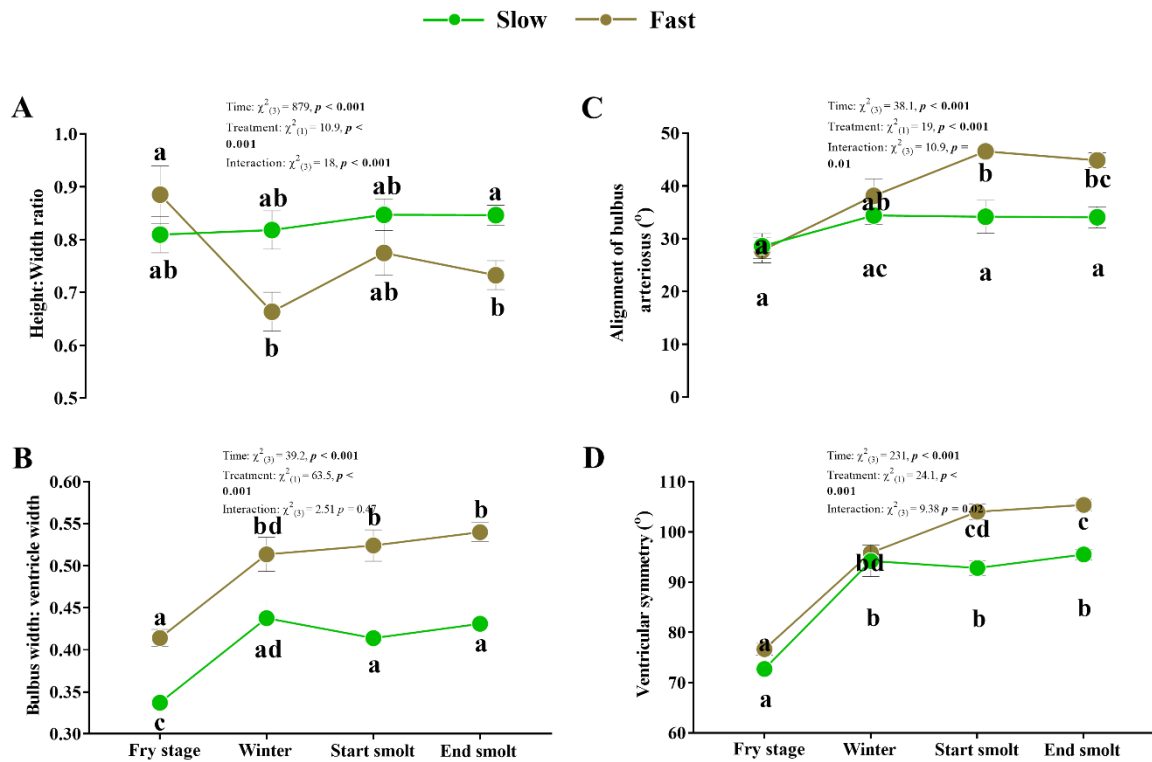 Slow Fast
A
Time: χ²(3) = 879, p < 0.001
Treatment: χ²(1) = 10.9, p <
0.001
Interaction: χ²(3) = 18, p < 0.001
Height:Width ratio
1.0
0.9
0.8
0.7
0.6
0.5
a ab ab a
ab b ab b
C
Time: χ²(3) = 38.1, p < 0.001
Treatment: χ²(1) = 19, p < 0.001
Interaction: χ²(3) = 10.9, p =
0.01
Alignment of bulbus
arteriosus (º)
50
40
30
20
10
0
a ab b bc
a ac a a
B
Time: χ²(3) = 39.2, p < 0.001
Treatment: χ²(1) = 63.5, p <
0.001
Interaction: χ²(3) = 2.51 p = 0.47
Bulbus width: ventricle width
0.60
0.55
0.50
0.45
0.40
0.35
0.30
a bd b b
c ad a a
Fry stage Winter Start smolt End smolt
D
Time: χ²(3) = 231, p < 0.001
Treatment: χ²(1) = 24.1, p <
0.001
Interaction: χ²(3) = 9.38 p = 0.02
Ventricular symmetry (º)
110
100
90
80
70
60
a bd cd c
a b b b
Fry stage Winter Start smolt End smolt